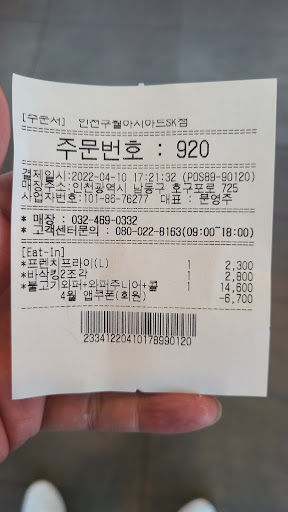 [주문서] 인천구월아시아드SK점
주문번호 : 920
결제일시:2022-04-10 17:21:32 (POS89-90120)
매장주소:인천광역시 남동구 호구포로 725
사업자번호:101-86-76277 대표 : 문영주
* 매장 : 032-469-0332
* 고객센터문의 : 080-022-8163(09:00~18:00)
[Eat-In]
*프렌치프라이(L) 1 2,300
*바삭킹2조각 1 2,800
*불고기와퍼+와퍼주니어+콜 1 14,600
4월 앱쿠폰(회원) -6,700
23341220410178990120